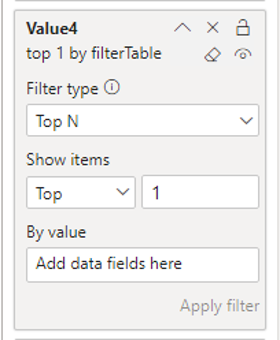 Value4
top 1 by filterTable
Filter type
Top N
Show items
Top 1
By value
Add data fields here
Apply filter